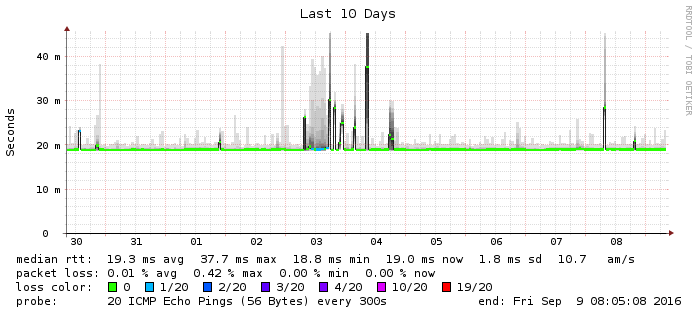 Last 10 Days
RRDTOOL / TOBI OETIKER
Seconds
40 m
30 m
20 m
10 m
0
30 31 01 02 03 04 05 06 07 08
median rtt: 19.3 ms avg 37.7 ms max 18.8 ms min 19.0 ms now 1.8 ms sd 10.7 am/s
packet loss: 0.01 % avg 0.42 % max 0.00 % min 0.00 % now
loss color: 0 1/20 2/20 3/20 4/20 10/20 19/20
probe: 20 ICMP Echo Pings (56 Bytes) every 300s end: Fri Sep 9 08:05:08 2016